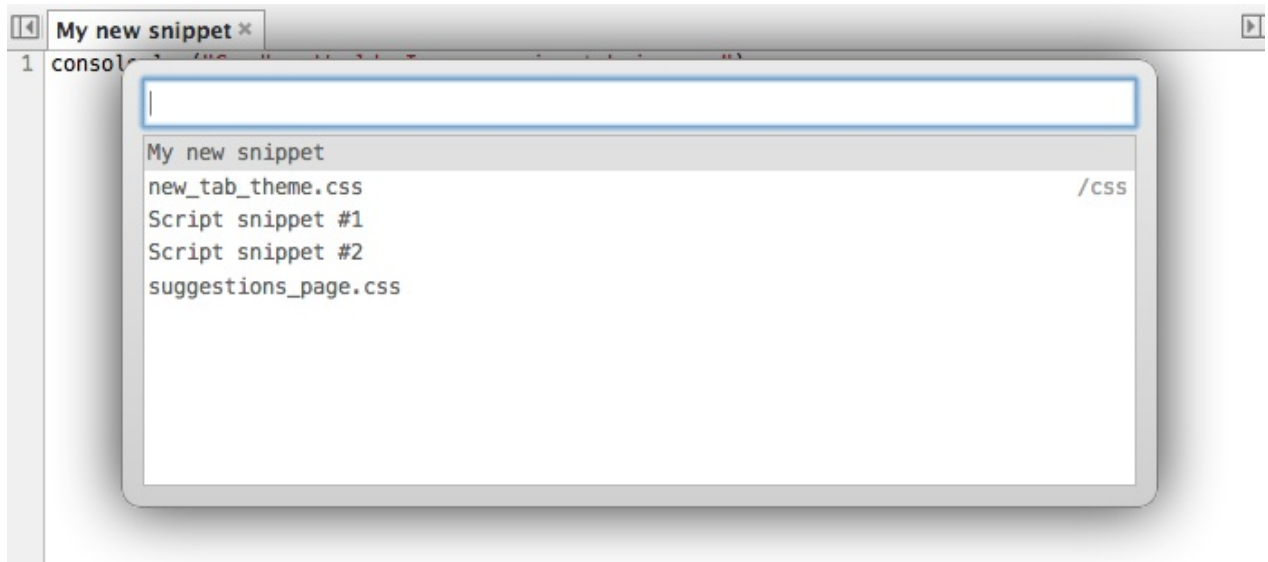 My new snippet ×
1 consol
My new snippet
new_tab_theme.css /css
Script snippet #1
Script snippet #2
suggestions_page.css